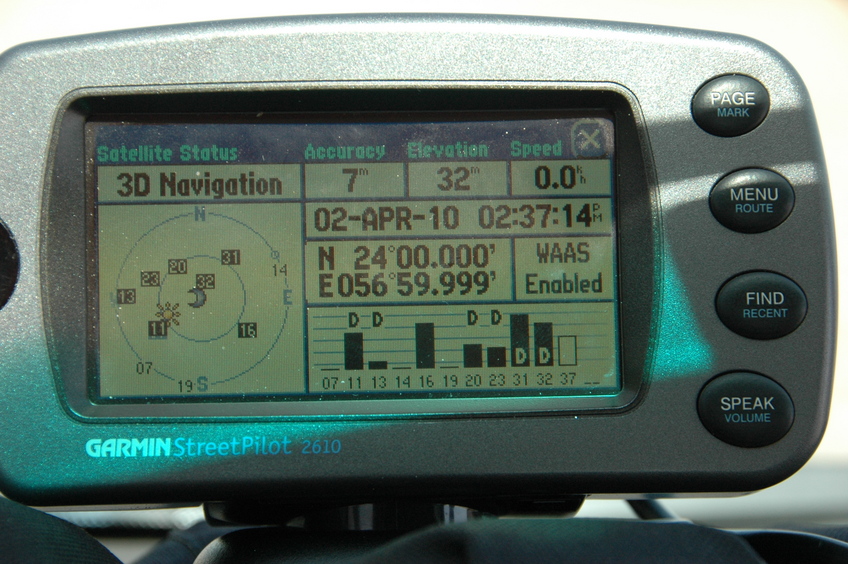 Satellite Status Accuracy Elevation Speed
3D Navigation 7m 32m 0.0kh
02-APR-10 02:37:14PM
N 24°00.000'
E056°59.999'
WAAS
Enabled
N
31
14
20
23
32
13
E
11
16
07
19 S
D D D D
D D
07 11 13 14 16 19 20 23 31 32 37 __
PAGE
MARK
MENU
ROUTE
FIND
RECENT
SPEAK
VOLUME
GARMIN StreetPilot 2610